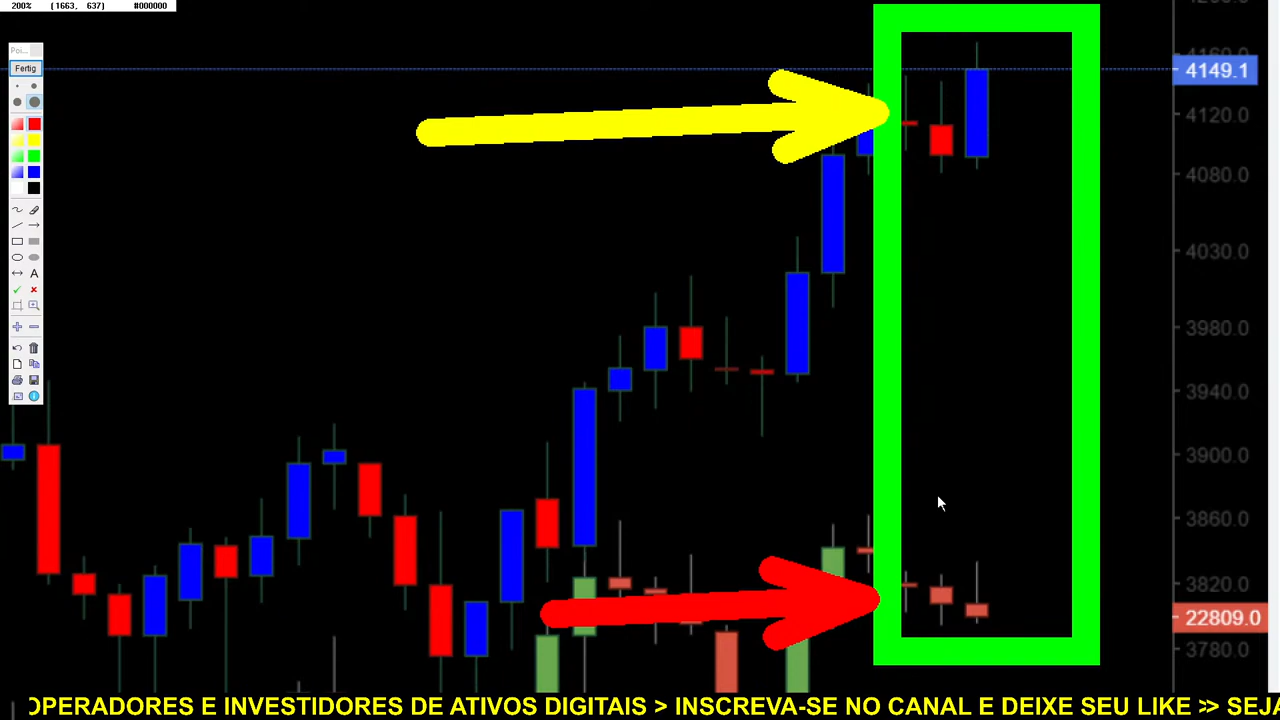 200% (1663, 637) #000000
Poi...
Fertig
A
4149.1
4120.0
4080.0
4030.0
3980.0
3940.0
3900.0
3860.0
3820.0
22809.0
3780.0
OPERADORES E INVESTIDORES DE ATIVOS DIGITAIS > INSCREVA-SE NO CANAL E DEIXE SEU LIKE >> SEJA